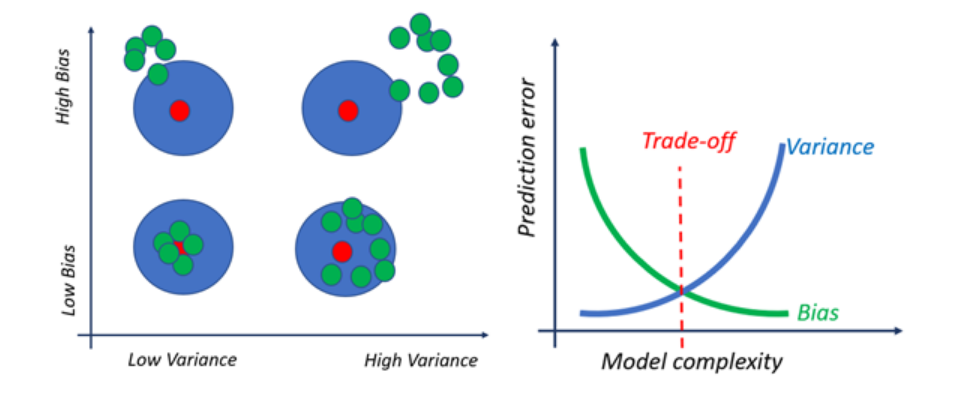 High Bias
Low Bias
Low Variance
High Variance
Prediction error
Trade-off
Variance
Bias
Model complexity